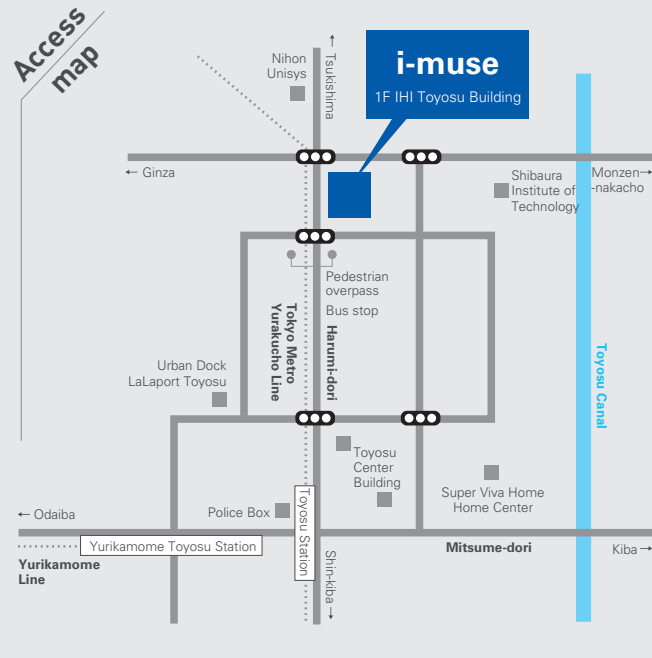 Access
map
Nihon
Unisys
← Tsukishima
i-muse
1F IHI Toyosu Building
← Ginza
Shibaura
Institute of
Technology
Monzen→
-nakacho
Pedestrian
overpass
Bus stop
Tokyo Metro
Yurakucho Line
Harumi-dori
Toyosu Canal
Urban Dock
LaLaport Toyosu
Toyosu
Center
Building
Super Viva Home
Home Center
Police Box
Toyosu Station
← Odaiba
Yurikamome Toyosu Station
Yurikamome
Line
Shin-kiba →
Mitsume-dori
Kiba →